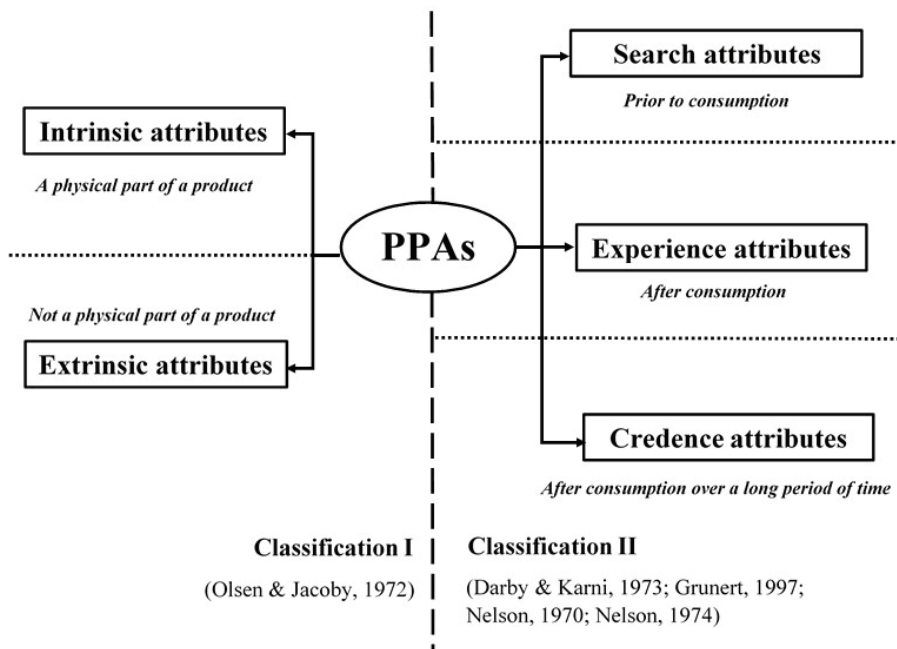 Intrinsic attributes
A physical part of a product
Not a physical part of a product
Extrinsic attributes
PPAs
Search attributes
Prior to consumption
Experience attributes
After consumption
Credence attributes
After consumption over a long period of time
Classification I
(Olsen & Jacoby, 1972)
Classification II
(Darby & Karni, 1973; Grunert, 1997;
Nelson, 1970; Nelson, 1974)